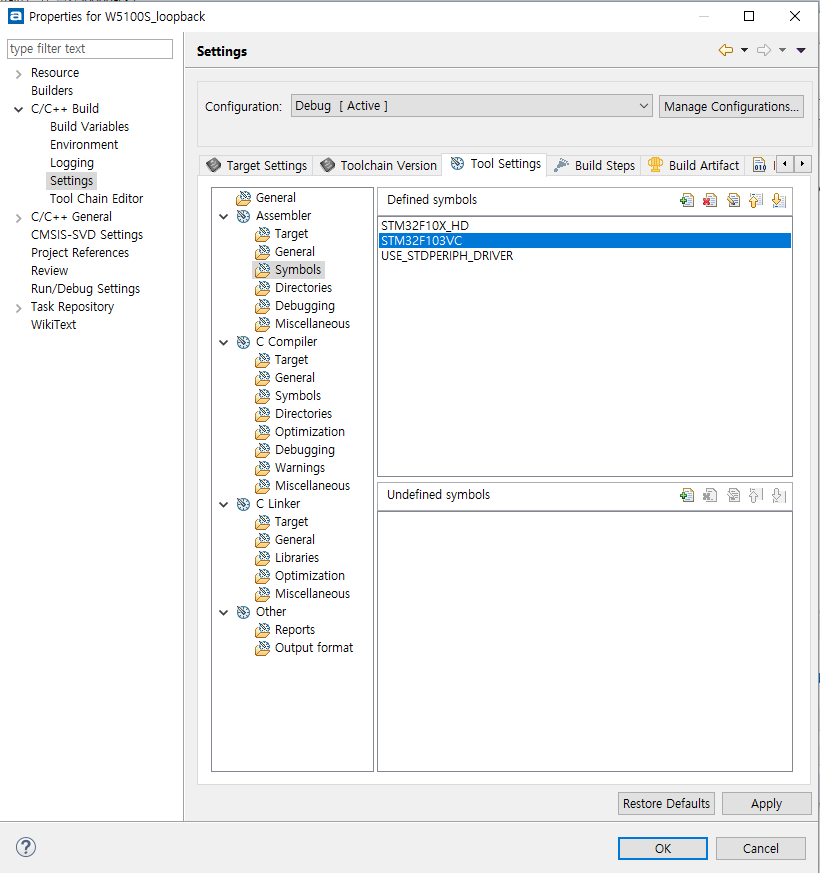 Properties for W5100S_loopback
type filter text
Resource
Builders
C/C++ Build
Build Variables
Environment
Logging
Settings
Tool Chain Editor
C/C++ General
CMSIS-SVD Settings
Project References
Review
Run/Debug Settings
Task Repository
WikiText
Settings
Configuration: Debug [ Active ] Manage Configurations...
Target Settings Toolchain Version Tool Settings Build Steps Build Artifact
General
Assembler
Target
General
Symbols
Directories
Debugging
Miscellaneous
C Compiler
Target
General
Symbols
Directories
Optimization
Debugging
Warnings
Miscellaneous
C Linker
Target
General
Libraries
Optimization
Miscellaneous
Other
Reports
Output format
Defined symbols
STM32F10X_HD
STM32F103VC
USE_STDPERIPH_DRIVER
Undefined symbols
Restore Defaults Apply
OK Cancel